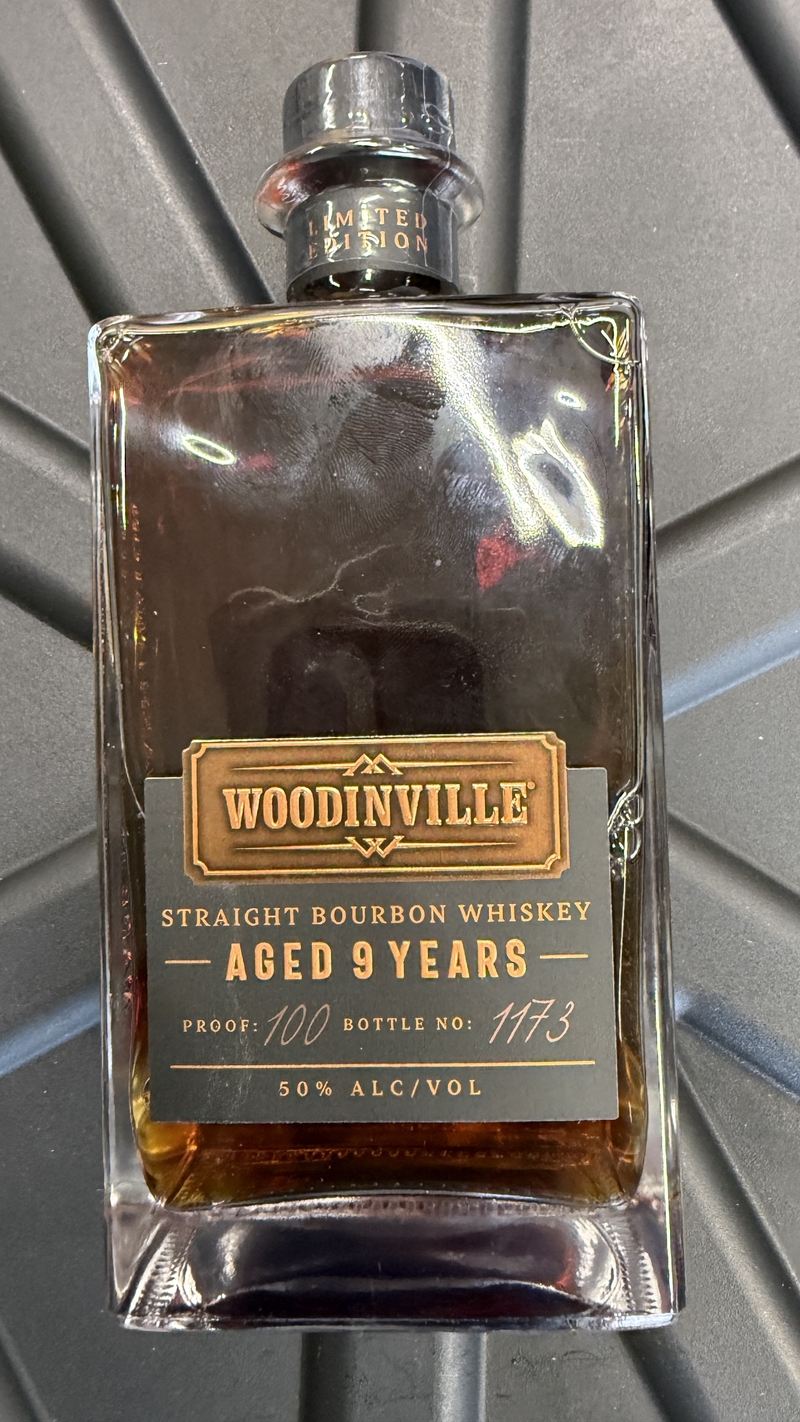 LIMITED
EDITION
WOODINVILLE®
STRAIGHT BOURBON WHISKEY
AGED 9 YEARS
PROOF: 100 BOTTLE NO: 1173
50% ALC/VOL